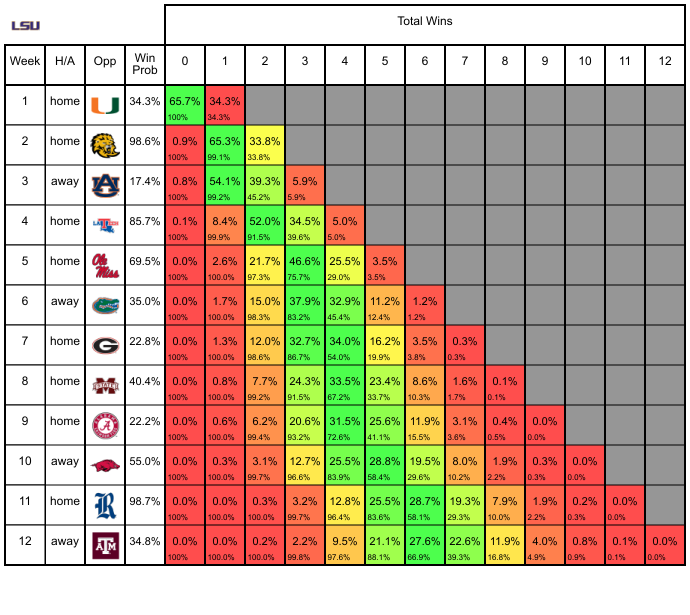 LSU
Total Wins
Week H/A Opp Win Prob 0 1 2 3 4 5 6 7 8 9 10 11 12
1 home U 34.3% 65.7% 34.3%
100% 34.3%
2 home 98.6% 0.9% 65.3% 33.8%
100% 99.1% 33.8%
3 away AU 17.4% 0.8% 54.1% 39.3% 5.9%
100% 99.2% 45.2% 5.9%
4 home LA TECH 85.7% 0.1% 8.4% 52.0% 34.5% 5.0%
100% 99.9% 91.5% 39.6% 5.0%
5 home Ole Miss 69.5% 0.0% 2.6% 21.7% 46.6% 25.5% 3.5%
100% 100.0% 97.3% 75.7% 29.0% 3.5%
6 away 35.0% 0.0% 1.7% 15.0% 37.9% 32.9% 11.2% 1.2%
100% 100.0% 98.3% 83.2% 45.4% 12.4% 1.2%
7 home G 22.8% 0.0% 1.3% 12.0% 32.7% 34.0% 16.2% 3.5% 0.3%
100% 100.0% 98.6% 86.7% 54.0% 19.9% 3.8% 0.3%
8 home M STATE 40.4% 0.0% 0.8% 7.7% 24.3% 33.5% 23.4% 8.6% 1.6% 0.1%
100% 100.0% 99.2% 91.5% 67.2% 33.7% 10.3% 1.7% 0.1%
9 home A 22.2% 0.0% 0.6% 6.2% 20.6% 31.5% 25.6% 11.9% 3.1% 0.4% 0.0%
100% 100.0% 99.4% 93.2% 72.6% 41.1% 15.5% 3.6% 0.5% 0.0%
10 away 55.0% 0.0% 0.3% 3.1% 12.7% 25.5% 28.8% 19.5% 8.0% 1.9% 0.3% 0.0%
100% 100.0% 99.7% 96.6% 83.9% 58.4% 29.6% 10.2% 2.2% 0.3% 0.0%
11 home R 98.7% 0.0% 0.0% 0.3% 3.2% 12.8% 25.5% 28.7% 19.3% 7.9% 1.9% 0.2% 0.0%
100% 100.0% 100.0% 99.7% 96.4% 83.6% 58.1% 29.3% 10.0% 2.2% 0.3% 0.0%
12 away ATM 34.8% 0.0% 0.0% 0.2% 2.2% 9.5% 21.1% 27.6% 22.6% 11.9% 4.0% 0.8% 0.1% 0.0%
100% 100.0% 100.0% 99.8% 97.6% 88.1% 66.9% 39.3% 16.8% 4.9% 0.9% 0.1% 0.0%